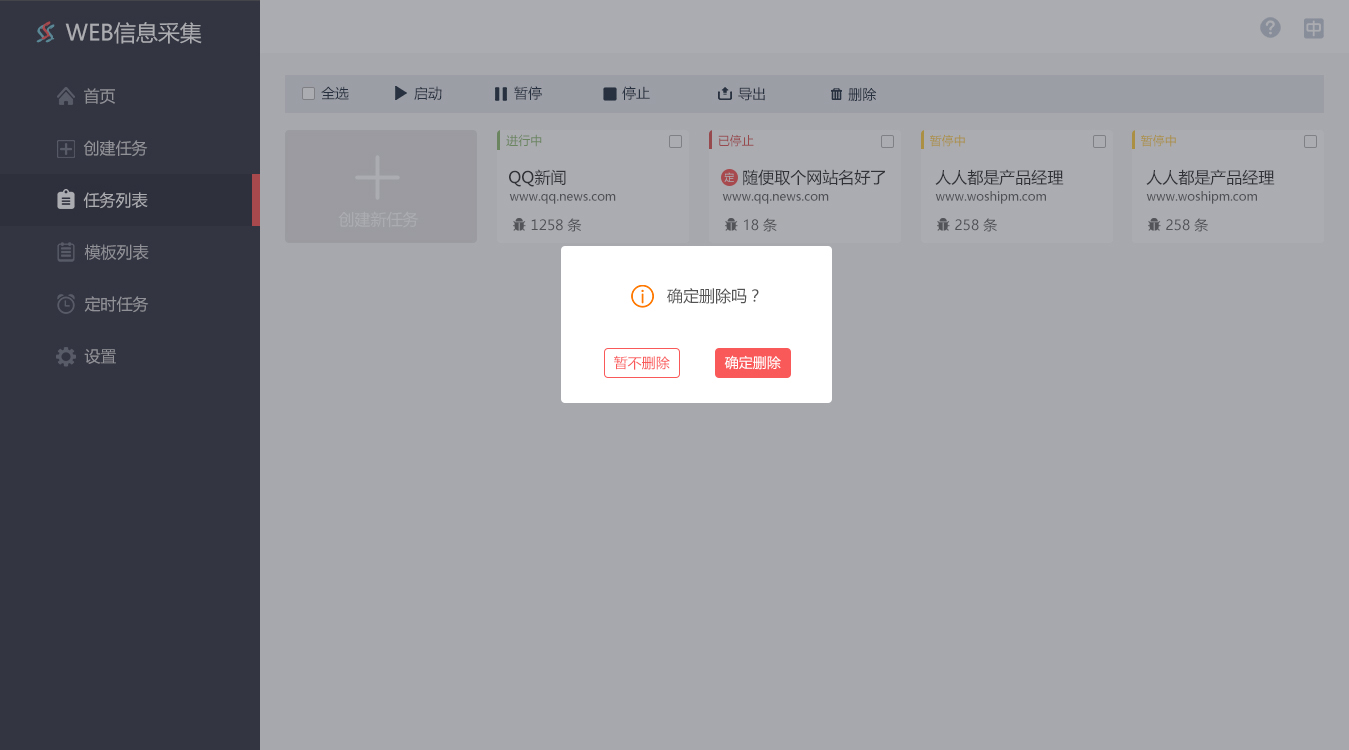 WEB信息采集
首页
创建任务
任务列表
模板列表
定时任务
设置
中
全选 启动 暂停 停止 导出 删除
创建新任务
进行中
QQ新闻
www.qq.news.com
1258 条
已停止
定 随便取个网站名好了
www.qq.news.com
18 条
暂停中
人人都是产品经理
www.woshipm.com
258 条
暂停中
人人都是产品经理
www.woshipm.com
258 条
确定删除吗？
暂不删除 确定删除